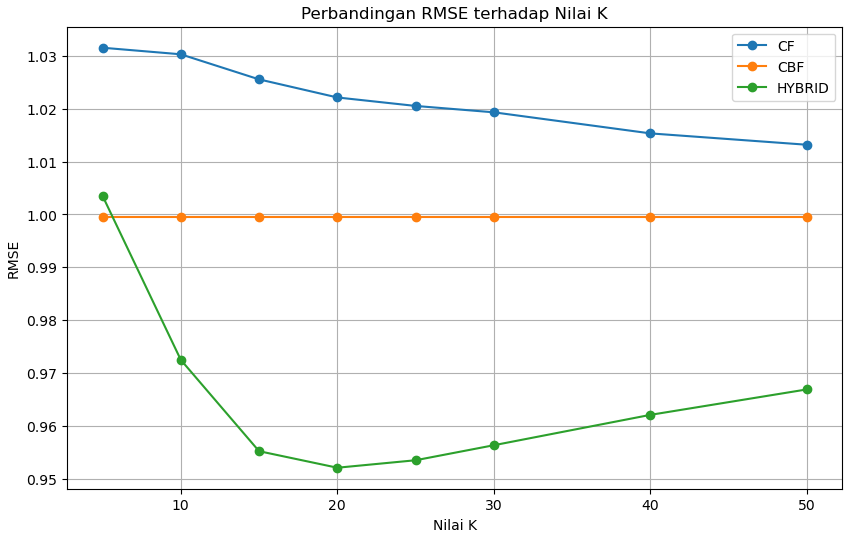 Perbandingan RMSE terhadap Nilai K
CF
CBF
HYBRID
RMSE
1.03
1.02
1.01
1.00
0.99
0.98
0.97
0.96
0.95
10
20
30
40
50
Nilai K